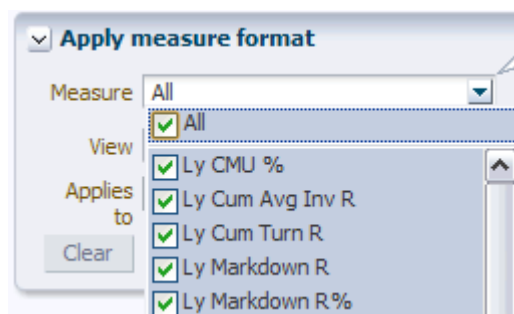 Apply measure format
Measure All
All
View
Ly CMU %
Applies to
Ly Cum Avg Inv R
Ly Cum Turn R
Clear
Ly Markdown R
Ly Markdown R%